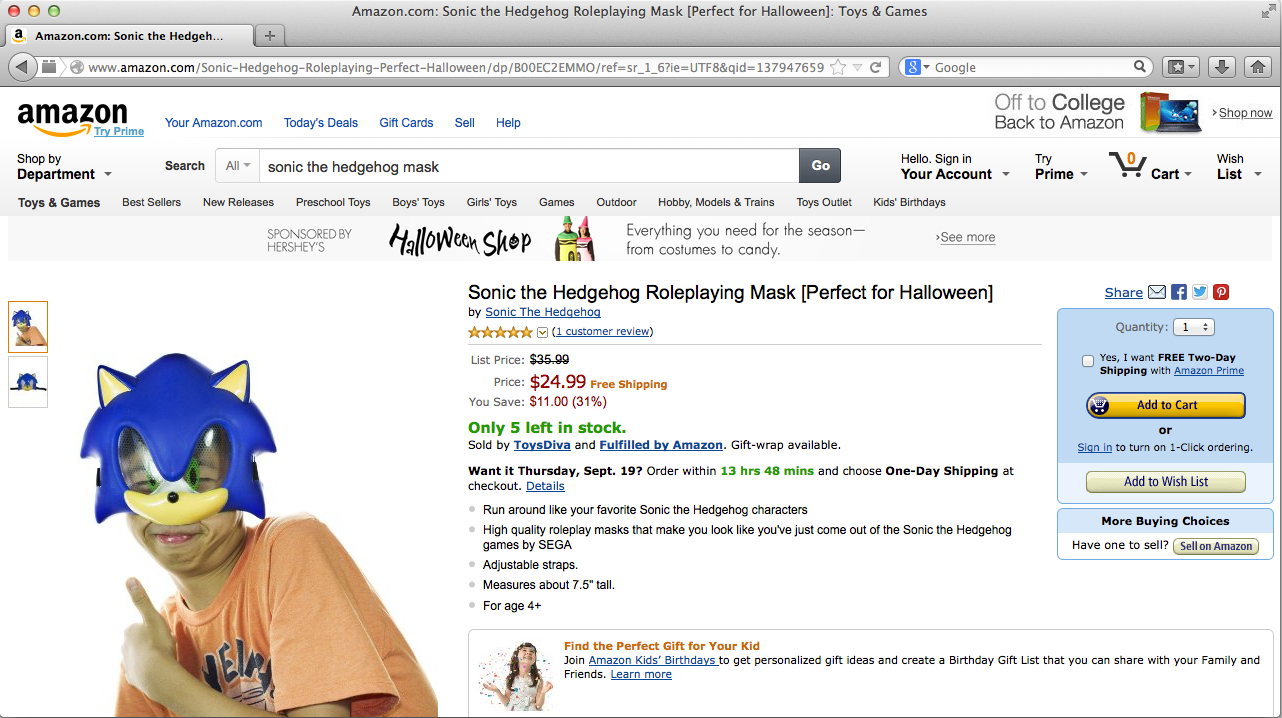 Amazon.com: Sonic the Hedgehog Roleplaying Mask [Perfect for Halloween]: Toys & Games
Amazon.com: Sonic the Hedgeh...
www.amazon.com/Sonic-Hedgehog-Roleplaying-Perfect-Halloween/dp/B00EC2EMMO/ref=sr_1_6?ie=UTF8&qid=137947659
Google
amazon
Try Prime
Your Amazon.com Today's Deals Gift Cards Sell Help
Off to College
Back to Amazon
Shop now
Shop by
Department
Search All sonic the hedgehog mask Go
Hello. Sign in
Your Account
Try
Prime
0
Cart
Wish
List
Toys & Games Best Sellers New Releases Preschool Toys Boys' Toys Girls' Toys Games Outdoor Hobby, Models & Trains Toys Outlet Kids' Birthdays
SPONSORED BY
HERSHEY'S
Halloween Shop
Everything you need for the season—
from costumes to candy.
See more
Sonic the Hedgehog Roleplaying Mask [Perfect for Halloween]
by Sonic The Hedgehog
(1 customer review)
List Price: $35.99
Price: $24.99 Free Shipping
You Save: $11.00 (31%)
Only 5 left in stock.
Sold by ToysDiva and Fulfilled by Amazon. Gift-wrap available.
Want it Thursday, Sept. 19? Order within 13 hrs 48 mins and choose One-Day Shipping at
checkout. Details
Run around like your favorite Sonic the Hedgehog characters
High quality roleplay masks that make you look like you've just come out of the Sonic the Hedgehog
games by SEGA
Adjustable straps.
Measures about 7.5" tall.
For age 4+
Find the Perfect Gift for Your Kid
Join Amazon Kids' Birthdays to get personalized gift ideas and create a Birthday Gift List that you can share with your Family and
Friends. Learn more
Share
Quantity: 1
Yes, I want FREE Two-Day
Shipping with Amazon Prime
Add to Cart
or
Sign in to turn on 1-Click ordering.
Add to Wish List
More Buying Choices
Have one to sell? Sell on Amazon